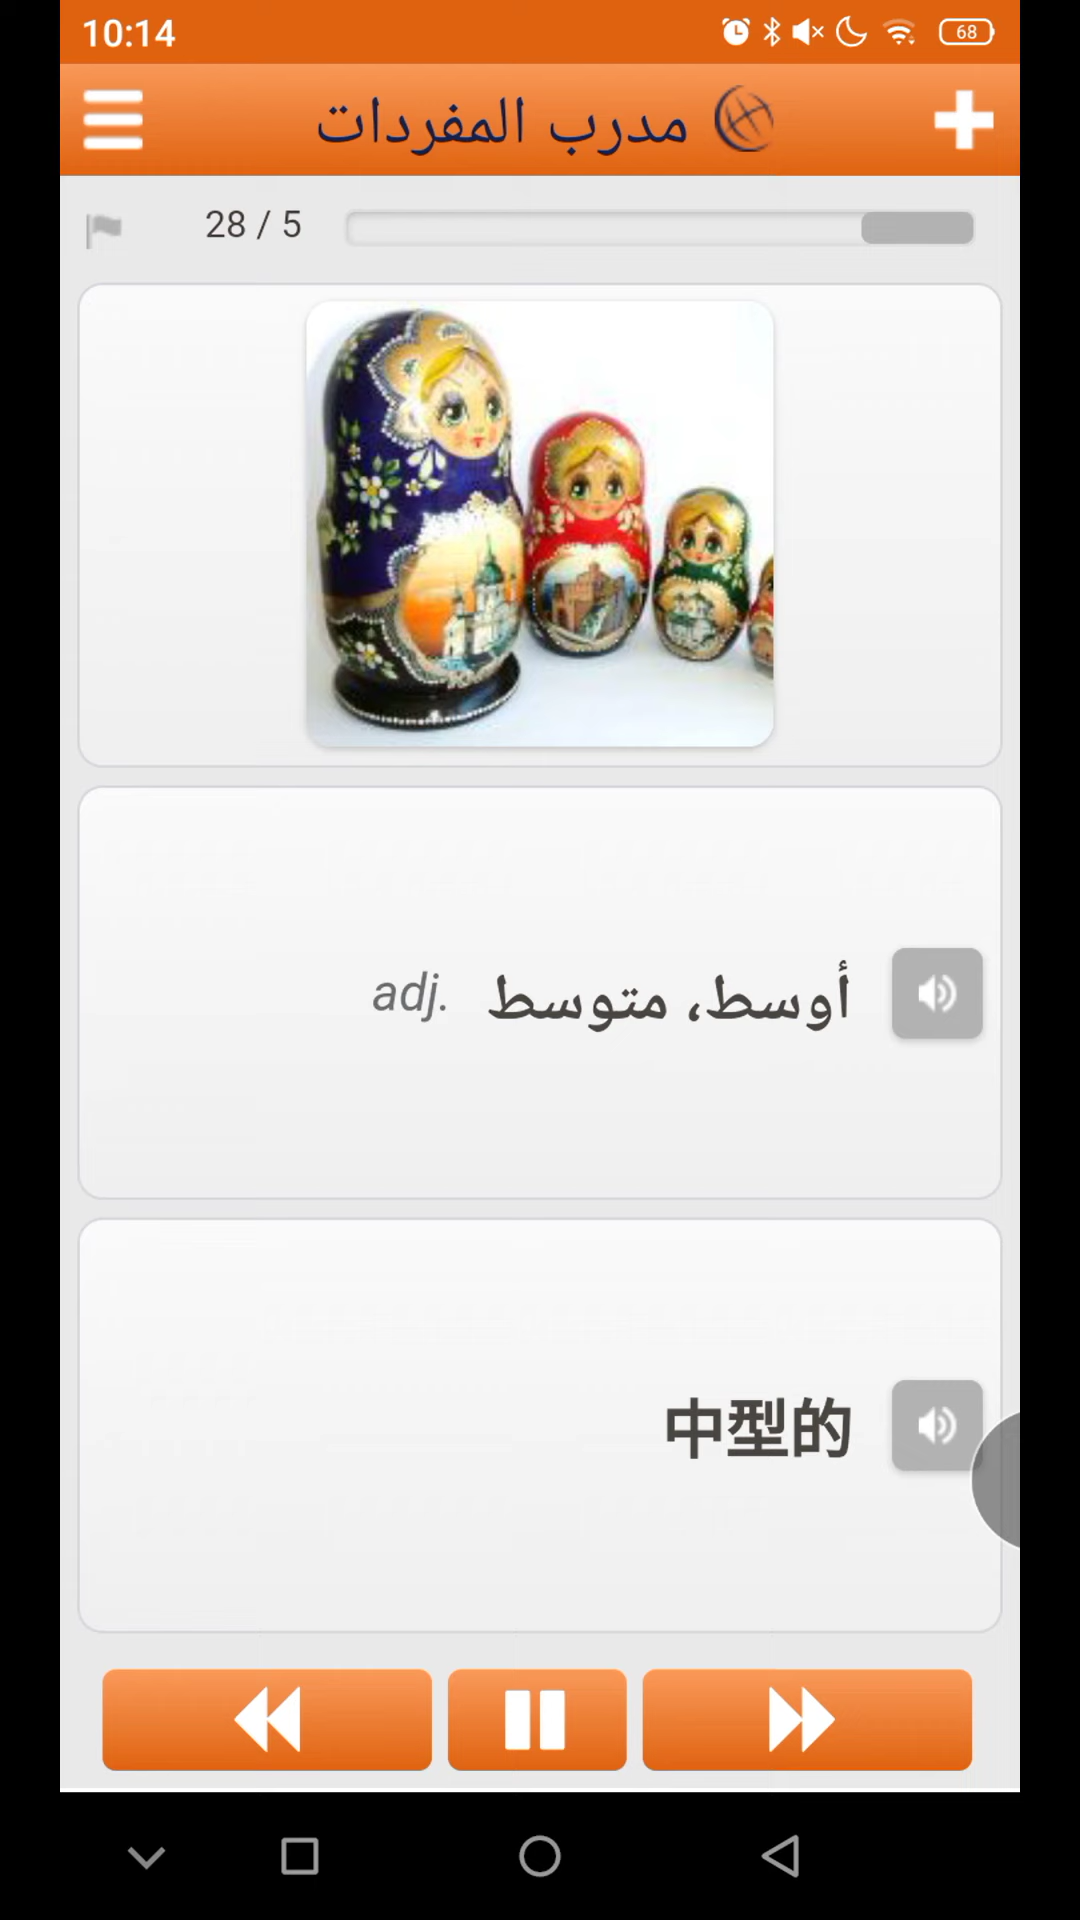 10:14
68
مدرب المفردات
28 / 5
أوسط، متوسط adj.
中型的